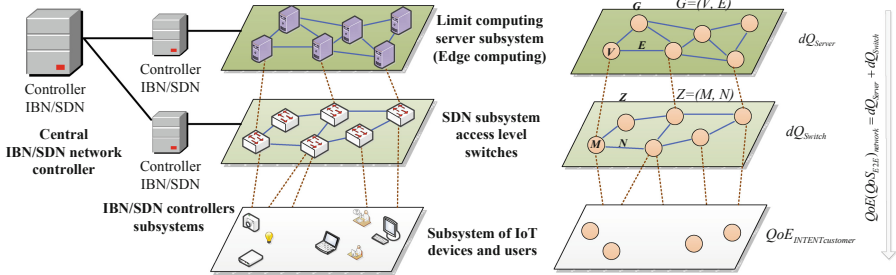 Controller
IBN/SDN
Central
IBN/SDN network
controller
Controller
IBN/SDN
Controller
IBN/SDN
IBN/SDN controllers
subsystems
Limit computing
server subsystem
(Edge computing)
SDN subsystem
access level
switches
Subsystem of IoT
devices and users
G
G=(V, E)
V
E
dQServer
Z
Z=(M, N)
M
N
dQSwitch
QoEINTENTcustomer
QoE(QoSE2E)network = dQServer + dQSwitch